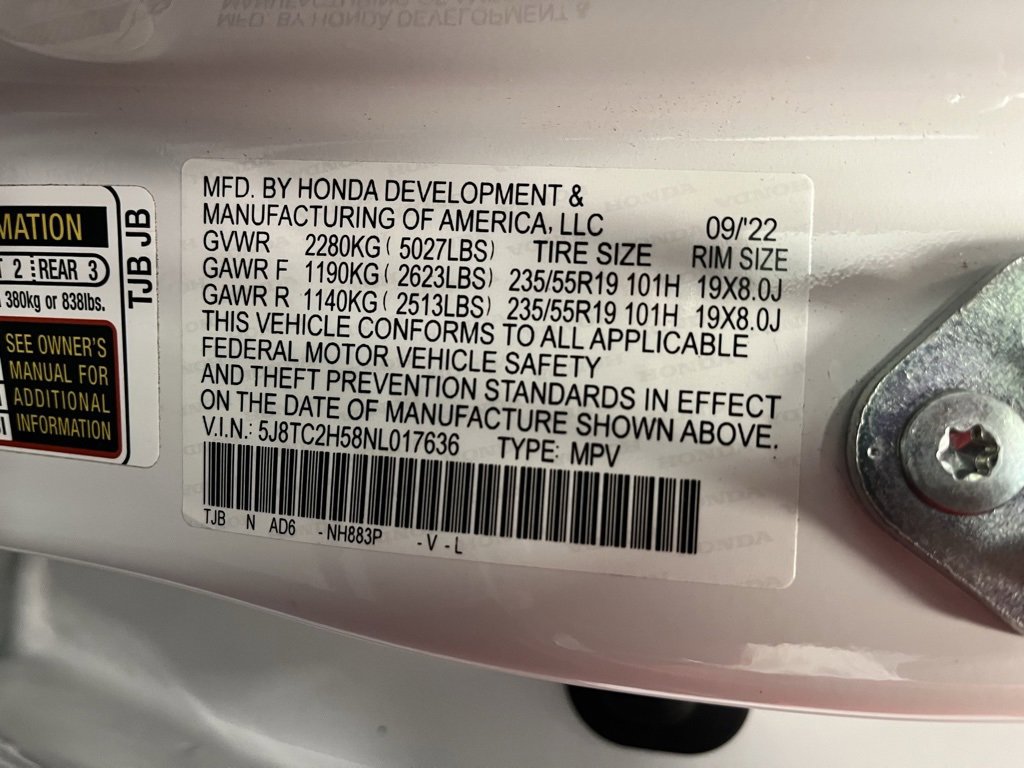 MFD. BY HONDA DEVELOPMENT &
MFD. BY HONDA DEVELOPMENT &
MANUFACTURING OF AMERICA, LLC 09/'22
GVWR 2280KG ( 5027LBS) TIRE SIZE RIM SIZE
GAWR F 1190KG ( 2623LBS) 235/55R19 101H 19X8.0J
GAWR R 1140KG ( 2513LBS) 235/55R19 101H 19X8.0J
THIS VEHICLE CONFORMS TO ALL APPLICABLE
FEDERAL MOTOR VEHICLE SAFETY
AND THEFT PREVENTION STANDARDS IN EFFECT
ON THE DATE OF MANUFACTURE SHOWN ABOVE.
V.I.N.: 5J8TC2H58NL017636 TYPE: MPV
TJB N AD6 -NH883P -V-L
MATION
2 REAR 3
380kg or 838lbs.
SEE OWNER'S
MANUAL FOR
ADDITIONAL
INFORMATION
TJB JB